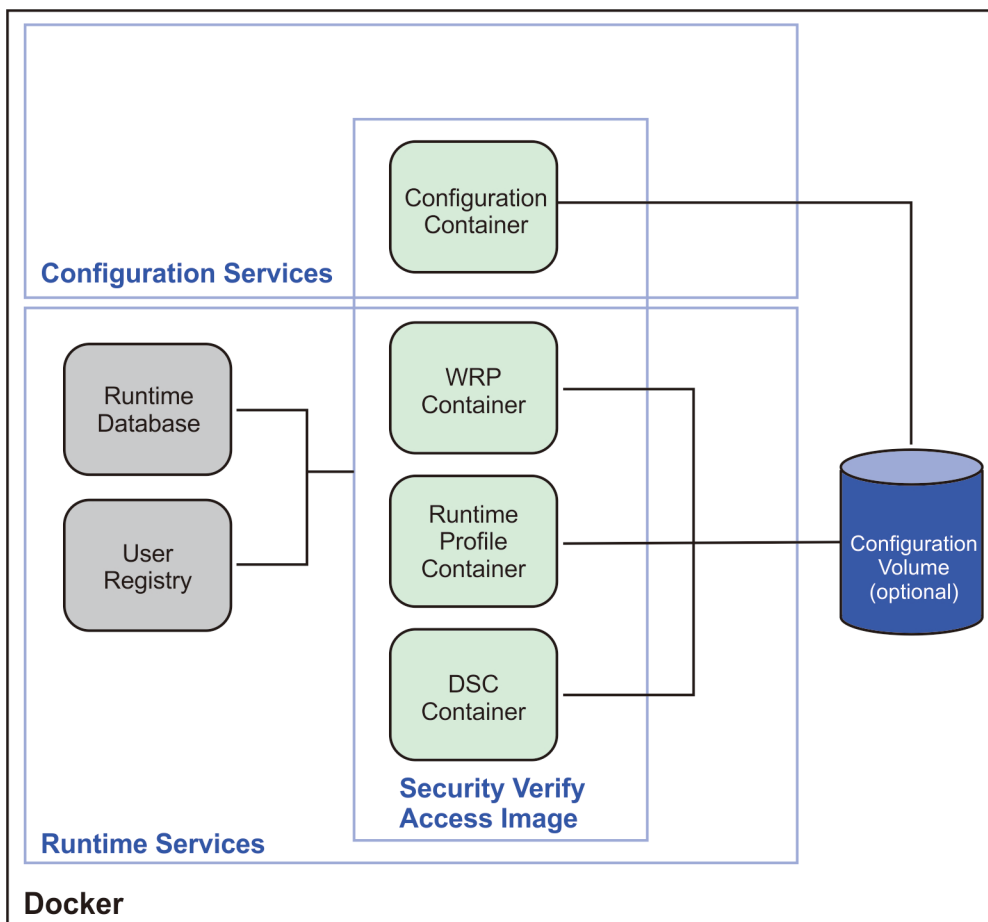 Configuration
Container
Configuration Services
Runtime
Database
User
Registry
WRP
Container
Runtime
Profile
Container
DSC
Container
Configuration
Volume
(optional)
Security Verify
Access Image
Runtime Services
Docker